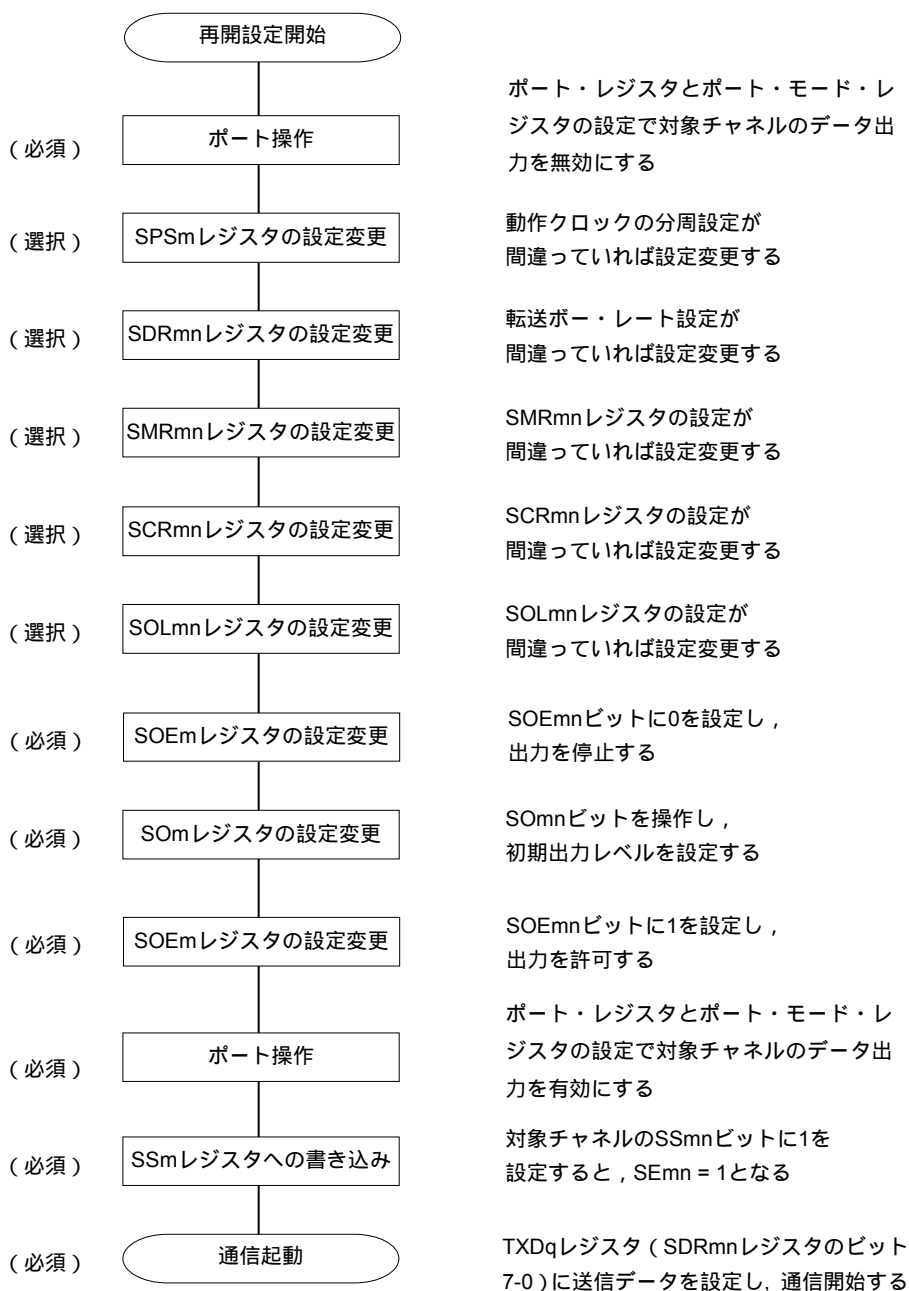 再開設定開始
(必須)
ポート操作
ポート・レジスタとポート・モード・レ
ジスタの設定で対象チャネルのデータ出
力を無効にする
(選択)
SPSmレジスタの設定変更
動作クロックの分周設定が
間違っていれば設定変更する
(選択)
SDRmnレジスタの設定変更
転送ボー・レート設定が
間違っていれば設定変更する
(選択)
SMRmnレジスタの設定変更
SMRmnレジスタの設定が
間違っていれば設定変更する
(選択)
SCRmnレジスタの設定変更
SCRmnレジスタの設定が
間違っていれば設定変更する
(選択)
SOLmnレジスタの設定変更
SOLmnレジスタの設定が
間違っていれば設定変更する
(必須)
SOEmレジスタの設定変更
SOEmnビットに0を設定し,
出力を停止する
(必須)
SOmレジスタの設定変更
SOmnビットを操作し,
初期出力レベルを設定する
(必須)
SOEmレジスタの設定変更
SOEmnビットに1を設定し,
出力を許可する
(必須)
ポート操作
ポート・レジスタとポート・モード・レ
ジスタの設定で対象チャネルのデータ出
力を有効にする
(必須)
SSmレジスタへの書き込み
対象チャネルのSSmnビットに1を
設定すると,SEmn = 1となる
(必須)
通信起動
TXDqレジスタ(SDRmnレジスタのビット
7-0)に送信データを設定し, 通信開始する